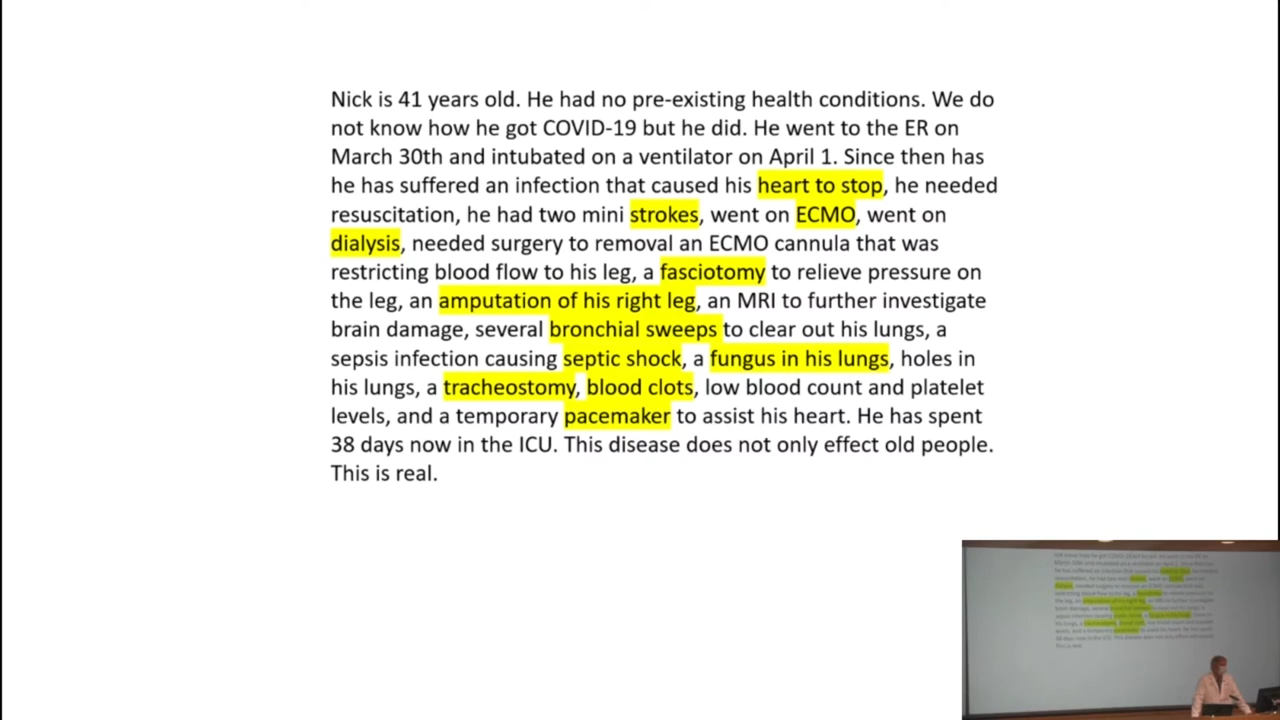 Nick is 41 years old. He had no pre-existing health conditions. We do
not know how he got COVID-19 but he did. He went to the ER on
March 30th and intubated on a ventilator on April 1. Since then has
he has suffered an infection that caused his heart to stop, he needed
resuscitation, he had two mini strokes, went on ECMO, went on
dialysis, needed surgery to removal an ECMO cannula that was
restricting blood flow to his leg, a fasciotomy to relieve pressure on
the leg, an amputation of his right leg, an MRI to further investigate
brain damage, several bronchial sweeps to clear out his lungs, a
sepsis infection causing septic shock, a fungus in his lungs, holes in
his lungs, a tracheostomy, blood clots, low blood count and platelet
levels, and a temporary pacemaker to assist his heart. He has spent
38 days now in the ICU. This disease does not only effect old people.
This is real.